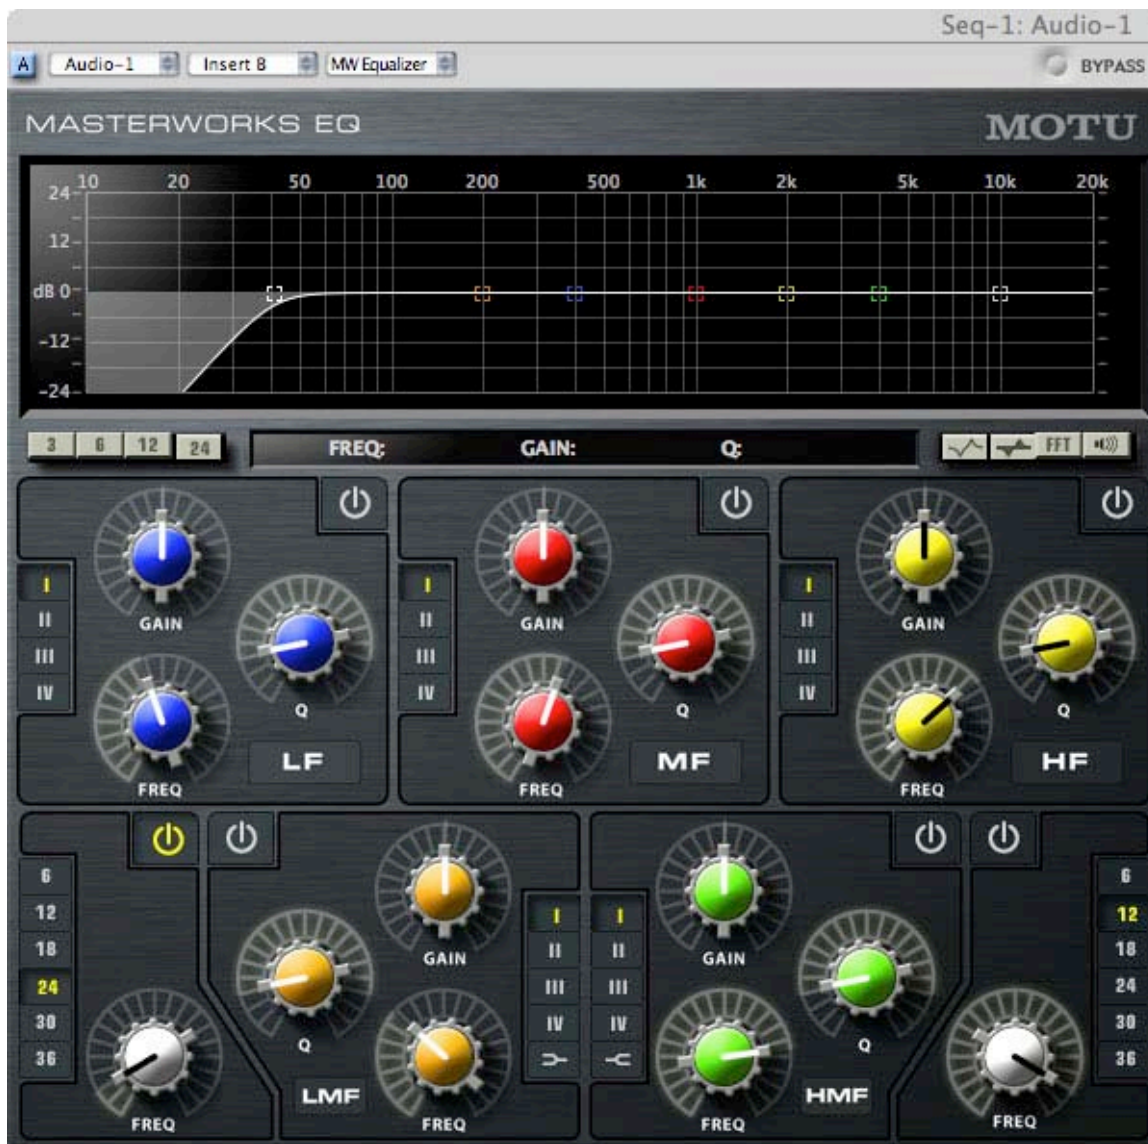 Seq-1: Audio-1
A Audio-1 Insert 8 MW Equalizer BYPASS
MASTERWORKS EQ MOTU
10 20 50 100 200 500 1k 2k 5k 10k 20k
24
12
dB 0
-12
-24
3 6 12 24 FREQ: GAIN: Q: FFT
I
II
III
IV
GAIN
Q
FREQ
LF
I
II
III
IV
GAIN
Q
FREQ
MF
I
II
III
IV
GAIN
Q
FREQ
HF
6
12
18
24
30
36
FREQ
GAIN
Q
FREQ
LMF
I
II
III
IV
I
II
III
IV
GAIN
Q
FREQ
HMF
FREQ
6
12
18
24
30
36